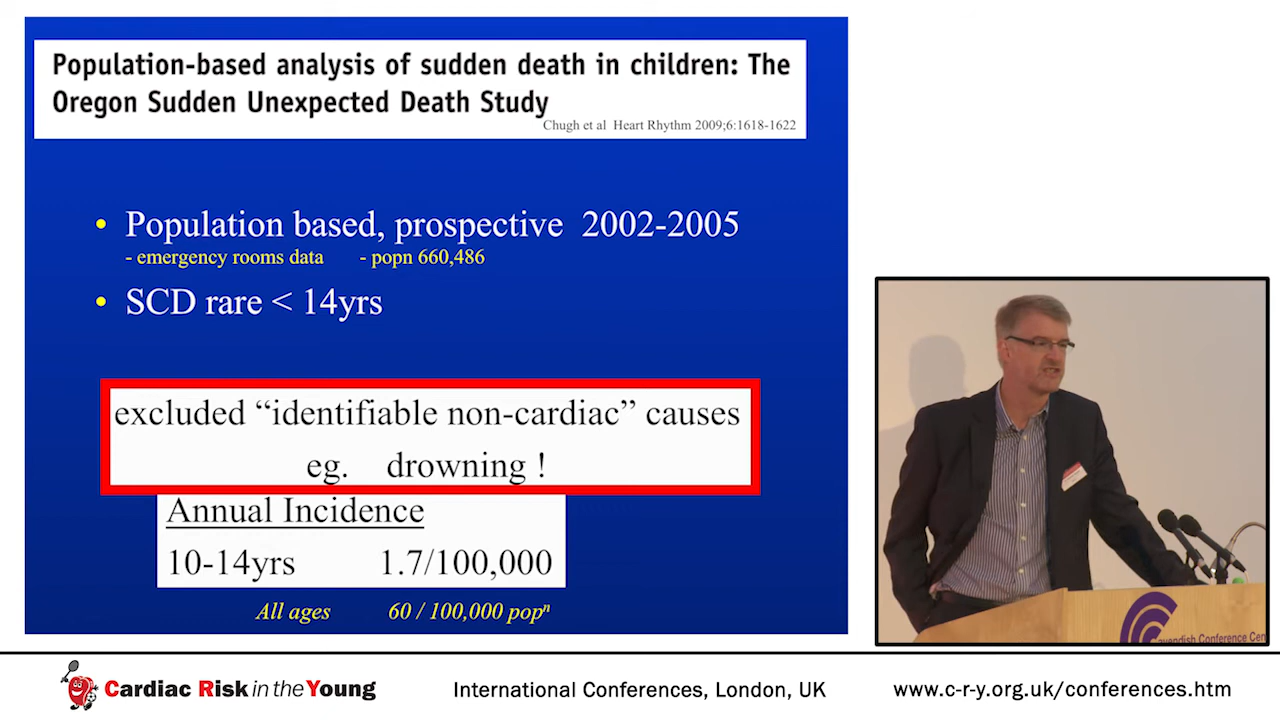 Population-based analysis of sudden death in children: The
Oregon Sudden Unexpected Death Study
Chugh et al Heart Rhythm 2009;6:1618-1622
• Population based, prospective 2002-2005
- emergency rooms data - popn 660,486
• SCD rare < 14yrs
excluded “identifiable non-cardiac” causes
eg. drowning !
Annual Incidence
10-14yrs 1.7/100,000
All ages 60 / 100,000 popⁿ
Cavendish Conference Cen
Cardiac Risk in the Young
International Conferences, London, UK
www.c-r-y.org.uk/conferences.htm